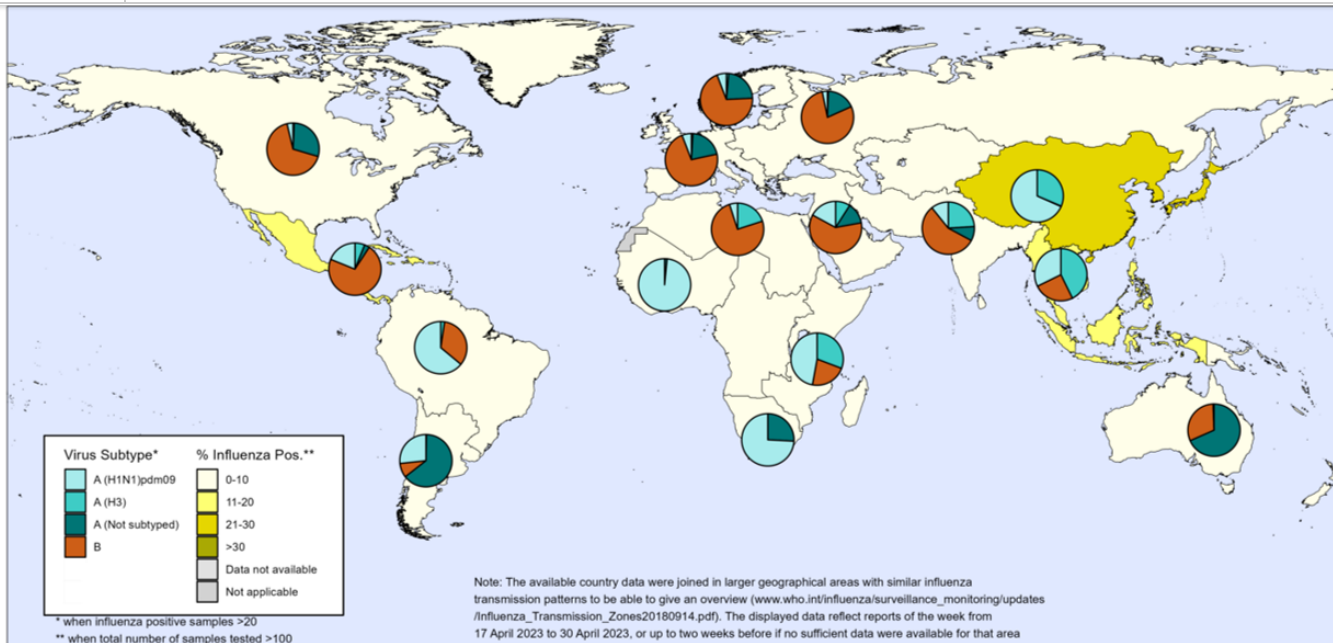 Virus Subtype*
A (H1N1)pdm09
A (H3)
A (Not subtyped)
B
% Influenza Pos.**
0-10
11-20
21-30
>30
Data not available
Not applicable
* when influenza positive samples >20
** when total number of samples tested >100
Note: The available country data were joined in larger geographical areas with similar influenza
transmission patterns to be able to give an overview (www.who.int/influenza/surveillance_monitoring/updates
/Influenza_Transmission_Zones20180914.pdf). The displayed data reflect reports of the week from
17 April 2023 to 30 April 2023, or up to two weeks before if no sufficient data were available for that area